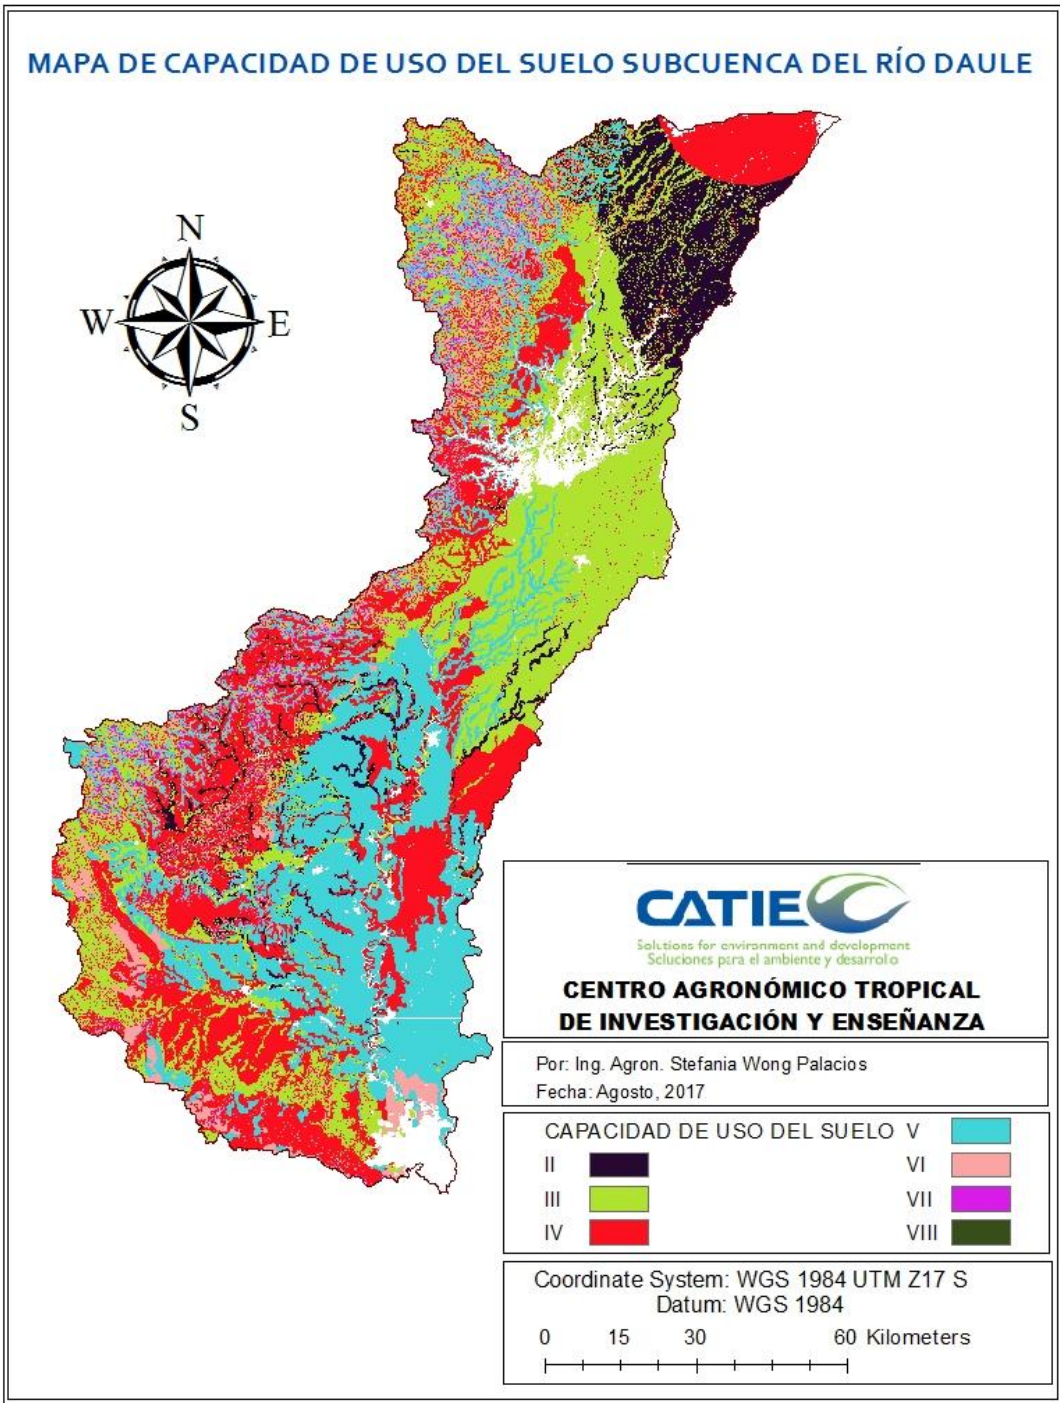 MAPA DE CAPACIDAD DE USO DEL SUELO SUBCUENCA DEL RÍO DAULE
N
W E
S
CATIE
Solutions for environment and development
Soluciones para el ambiente y desarrollo
CENTRO AGRONÓMICO TROPICAL
DE INVESTIGACIÓN Y ENSEÑANZA
Por: Ing. Agron. Stefania Wong Palacios
Fecha: Agosto, 2017
CAPACIDAD DE USO DEL SUELO V
II VI
III VII
IV VIII
Coordinate System: WGS 1984 UTM Z17 S
Datum: WGS 1984
0 15 30 60 Kilometers